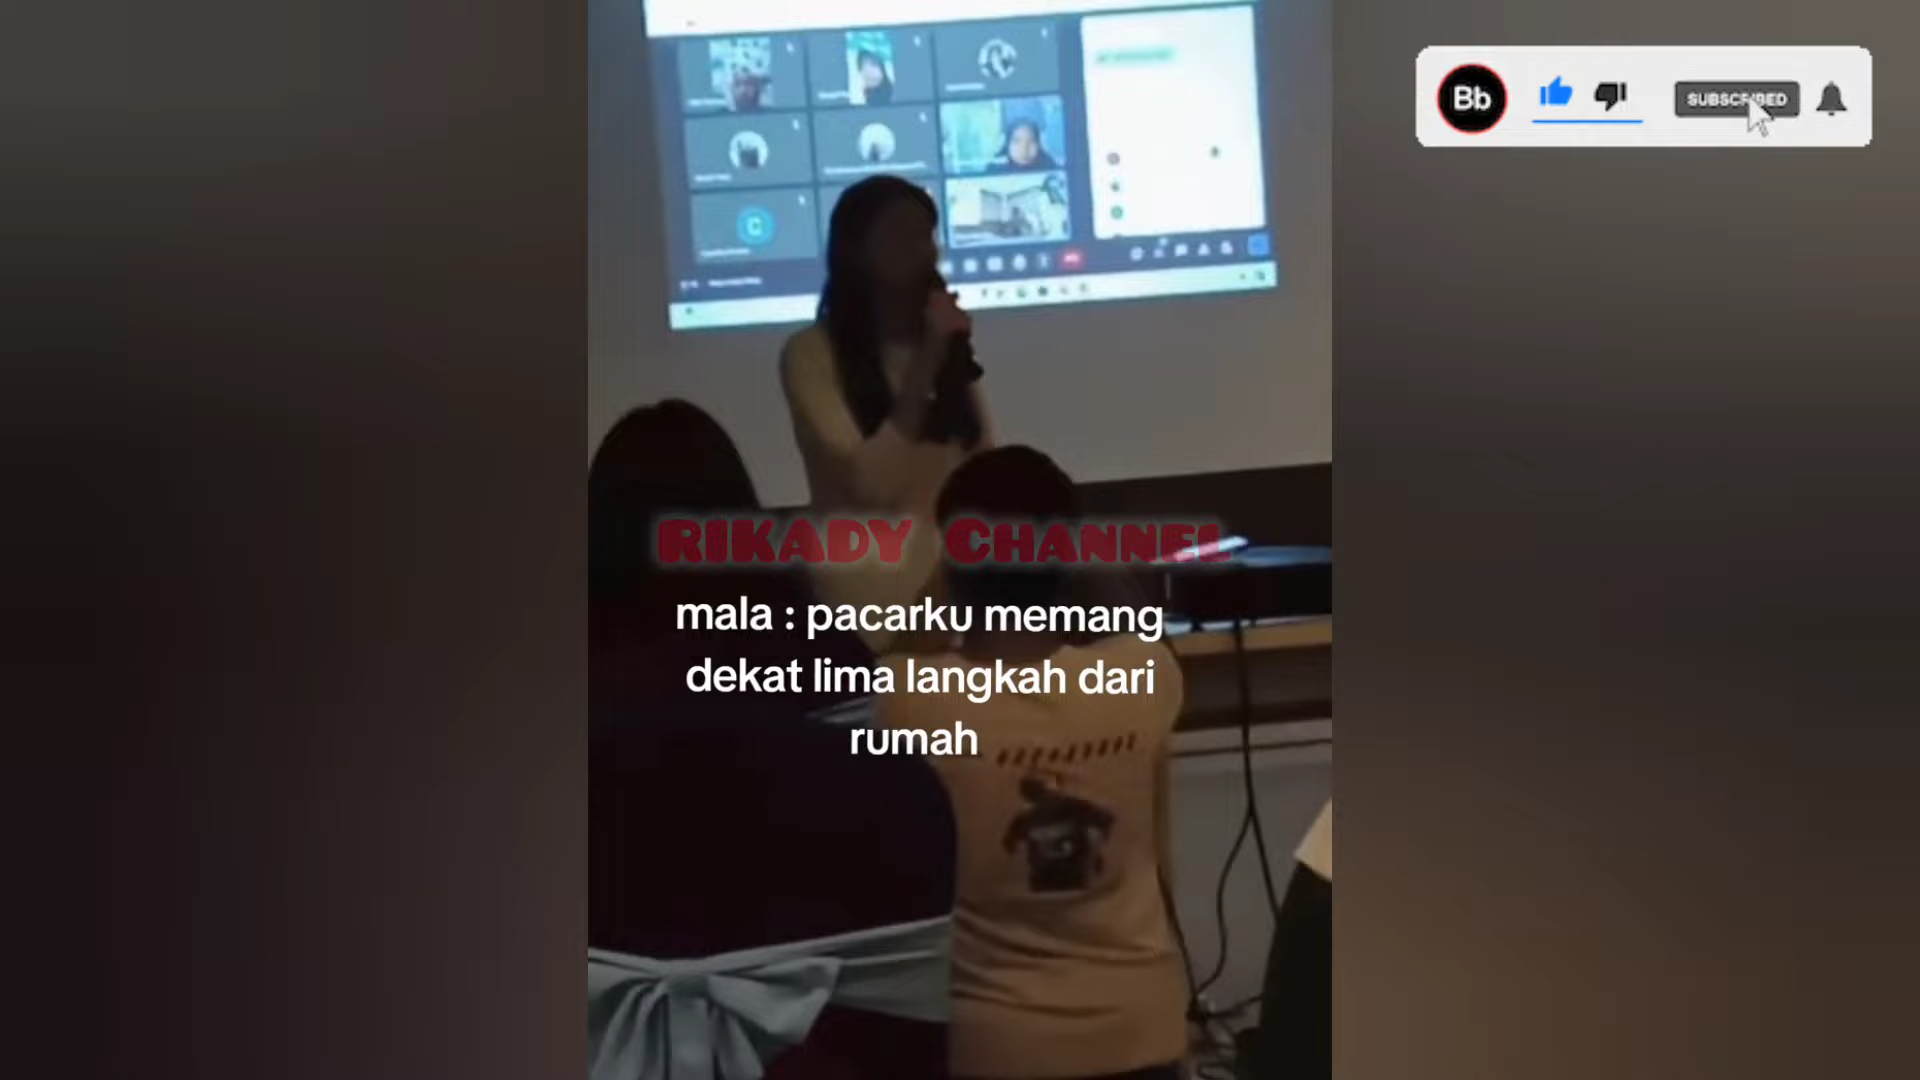 Bb
SUBSCRIBED
RIKADY CHANNEL
mala : pacarku memang
dekat lima langkah dari
rumah